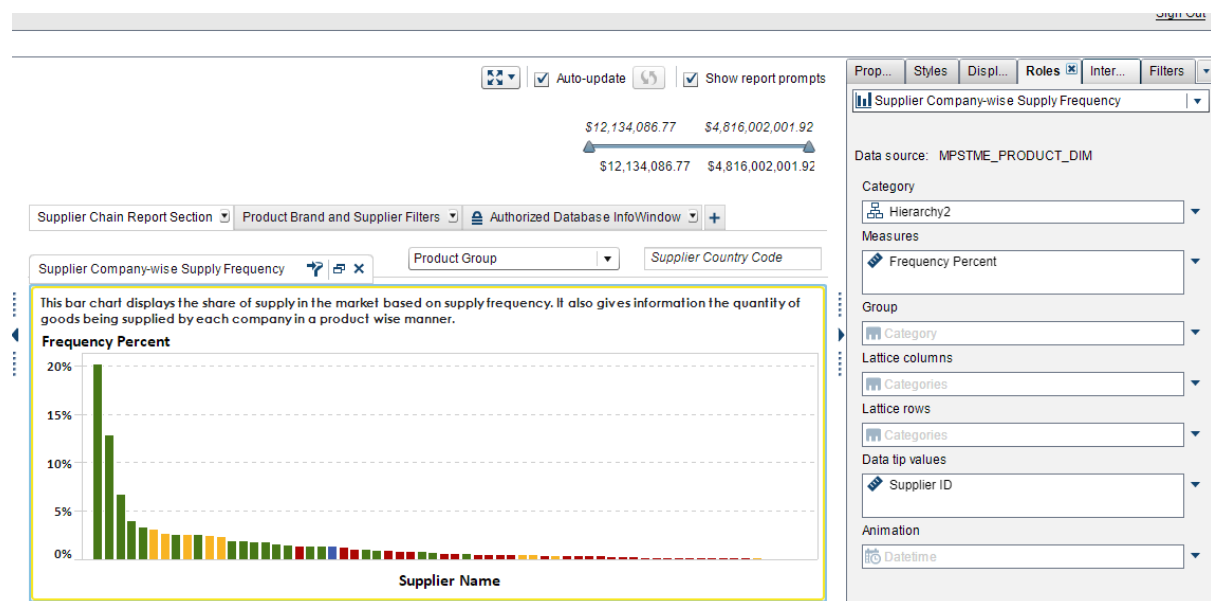 Sign Out
Auto-update
Show report prompts
Prop...
Styles
Displ...
Roles
Inter...
Filters
Supplier Company-wise Supply Frequency
$12,134,086.77 $4,816,002,001.92
$12,134,086.77 $4,816,002,001.92
Data source: MPSTME_PRODUCT_DIM
Category
Hierarchy2
Measures
Frequency Percent
Group
Category
Lattice columns
Categories
Lattice rows
Categories
Data tip values
Supplier ID
Animation
Datetime
Supplier Chain Report Section
Product Brand and Supplier Filters
Authorized Database InfoWindow
Supplier Company-wise Supply Frequency
Product Group
Supplier Country Code
This bar chart displays the share of supply in the market based on supply frequency. It also gives information the quantity of
goods being supplied by each company in a product wise manner.
Frequency Percent
20%
15%
10%
5%
0%
Supplier Name